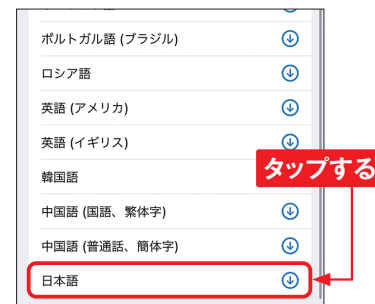 ポルトガル語 (ブラジル)
ロシア語
英語 (アメリカ)
英語 (イギリス)
タップする
韓国語
中国語 (国語、繁体字)
中国語 (普通話、簡体字)
日本語